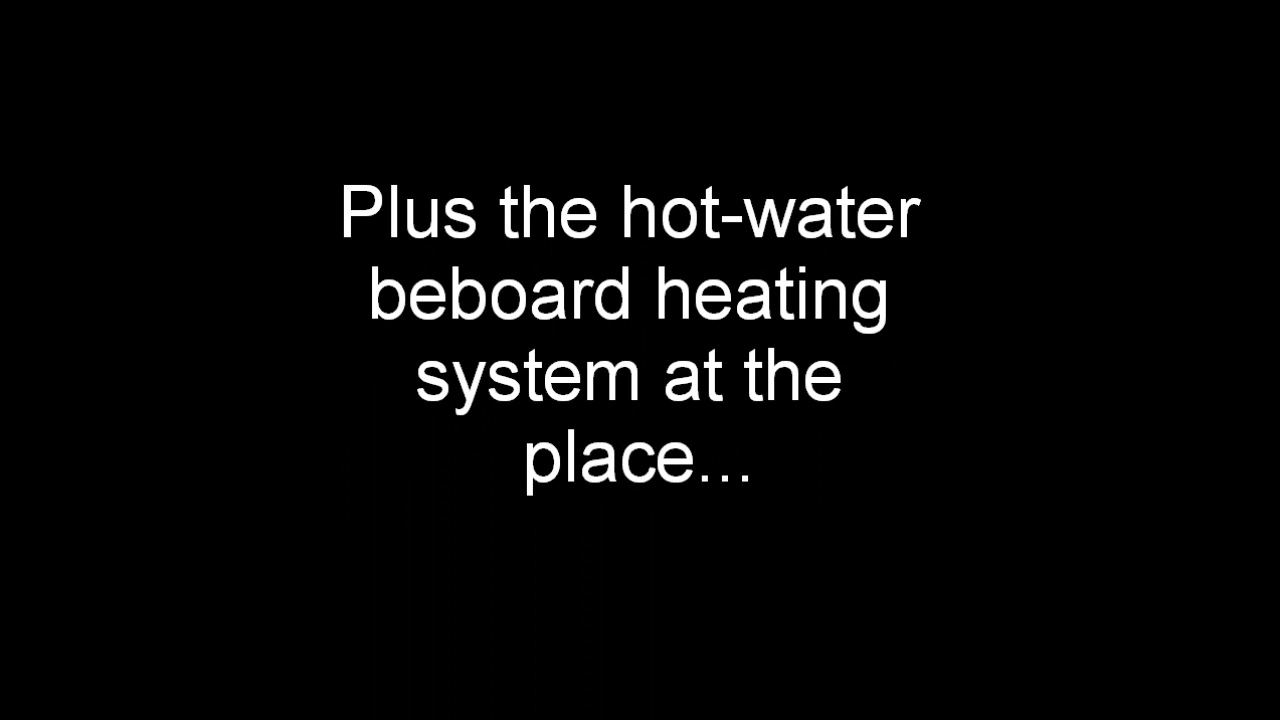 Plus the hot-water
beboard heating
system at the
place...